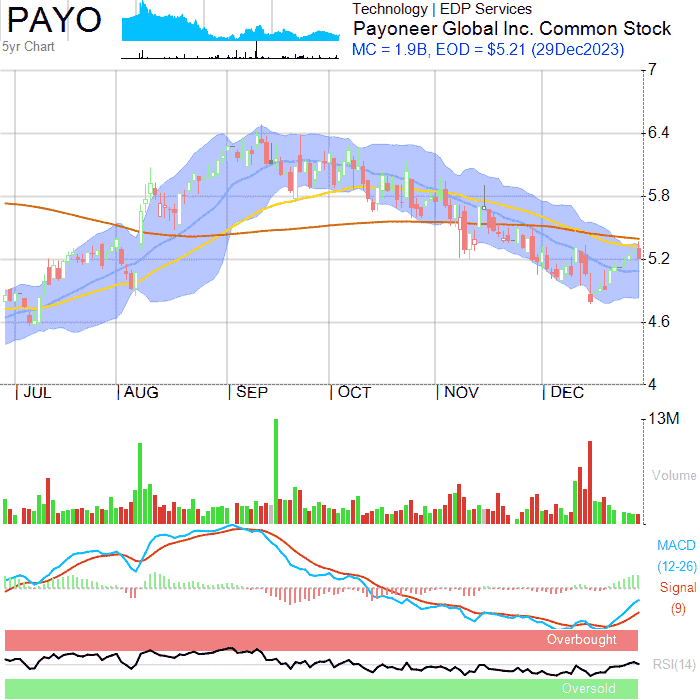 PAYO
5yr Chart
Technology | EDP Services
Payoneer Global Inc. Common Stock
MC = 1.9B, EOD = $5.21 (29Dec2023)
7
6.4
5.8
5.2
4.6
4
| JUL | AUG | SEP | OCT | NOV | DEC
13M
Volume
MACD
(12-26)
Signal
(9)
Overbought
RSI(14)
Oversold